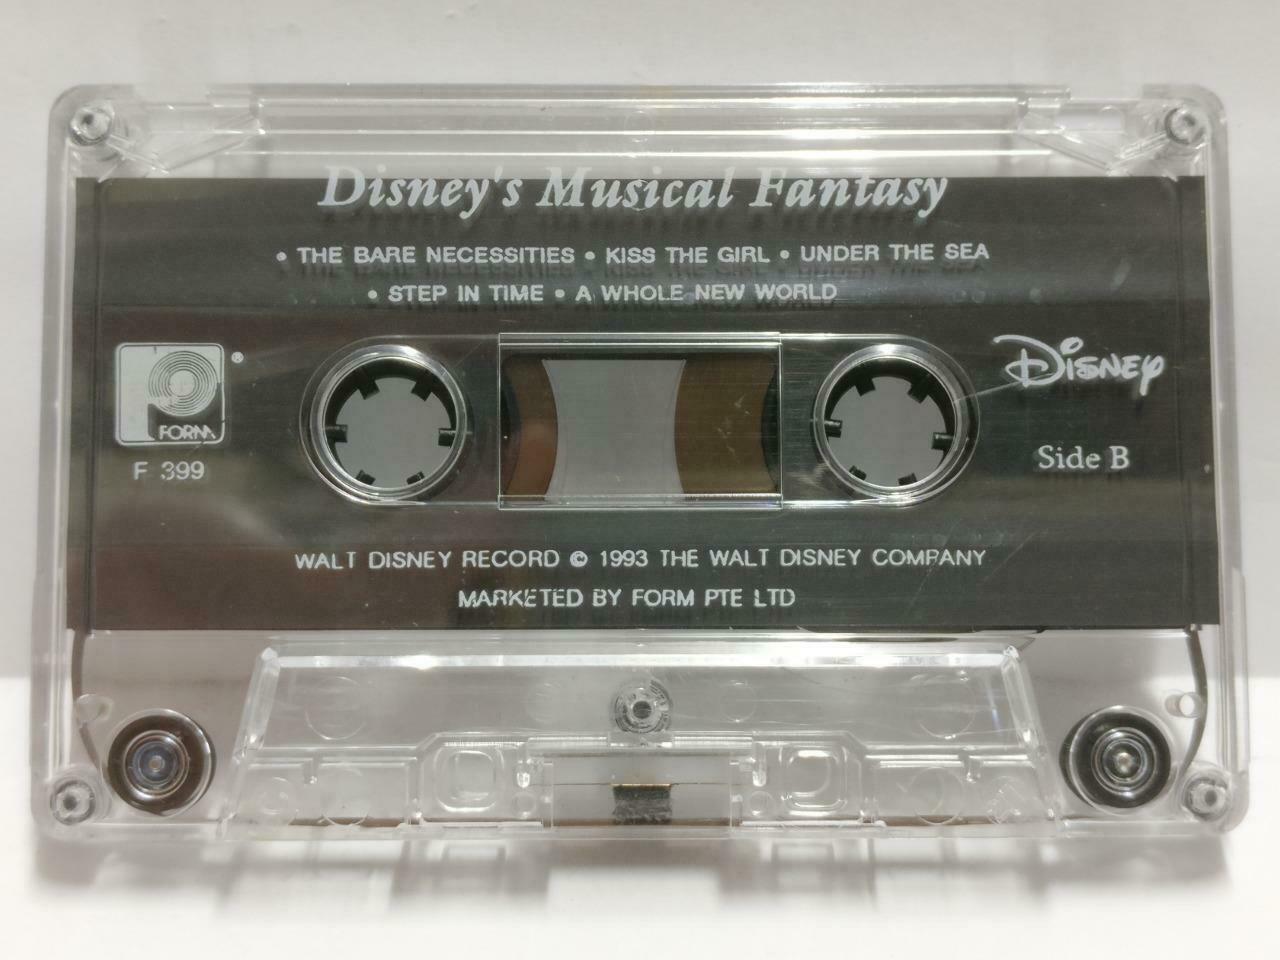 Disney's Musical Fantasy
• THE BARE NECESSITIES • KISS THE GIRL • UNDER THE SEA
• STEP IN TIME • A WHOLE NEW WORLD
FORM ®
F 399
Disney
Side B
WALT DISNEY RECORD © 1993 THE WALT DISNEY COMPANY
MARKETED BY FORM PTE LTD